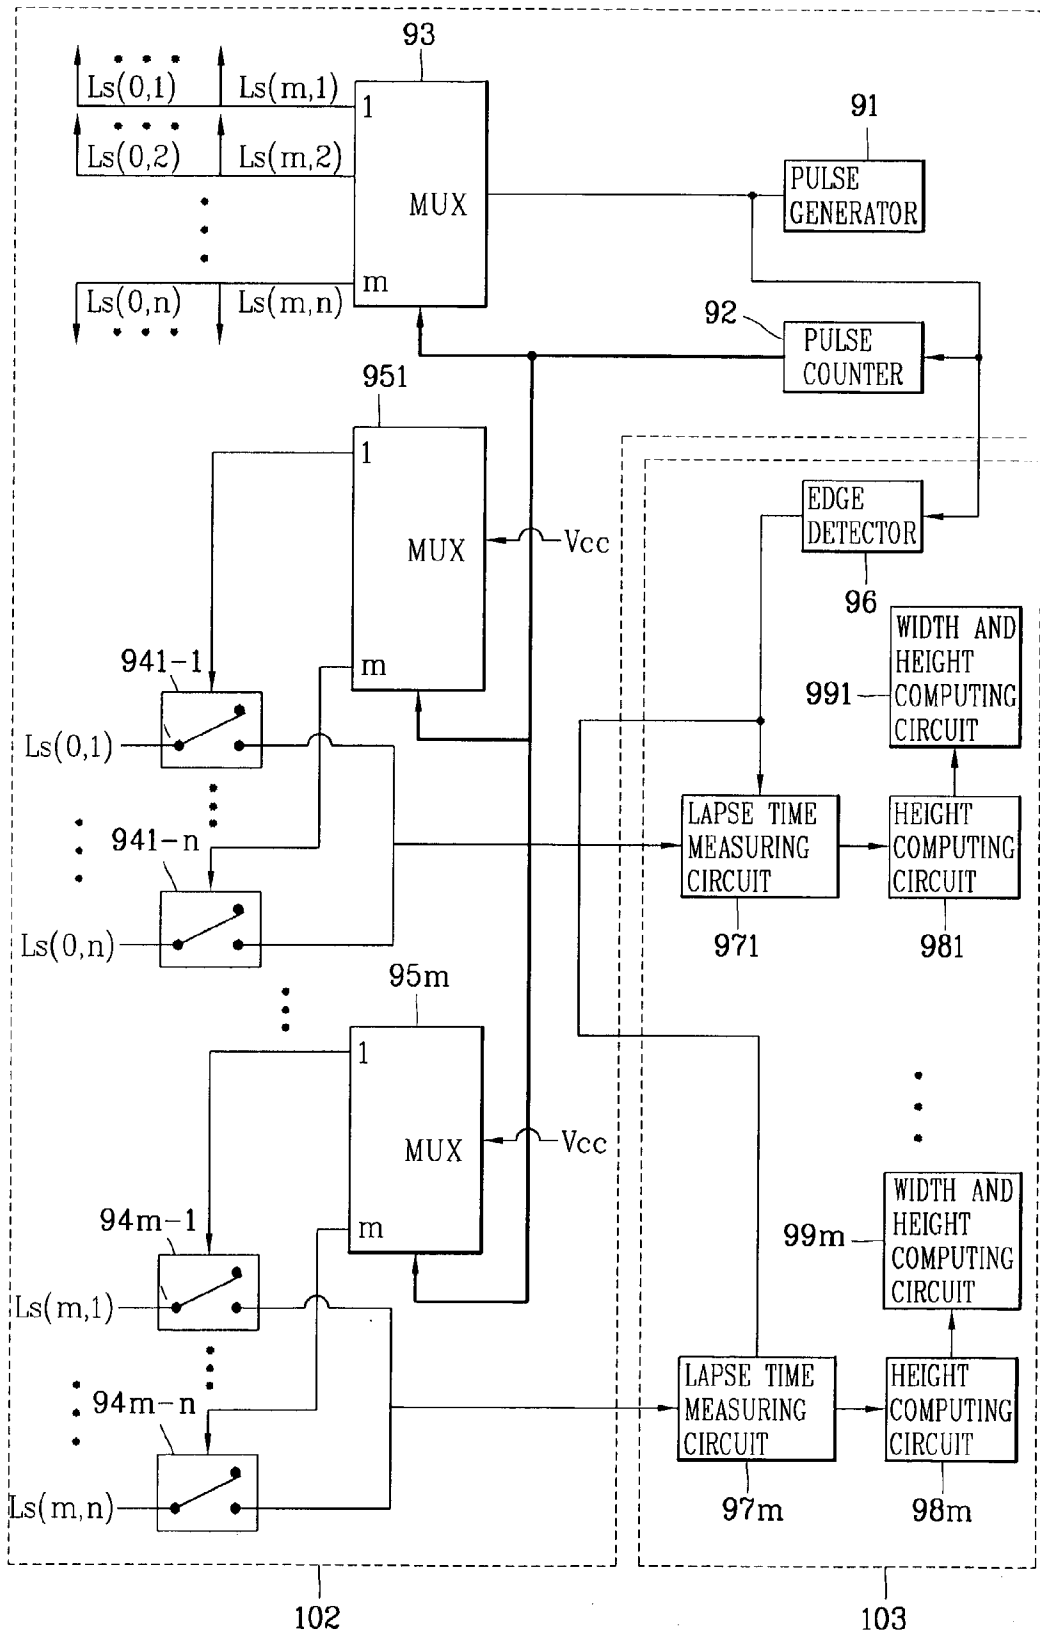 93
Ls(0,1)
Ls(m,1)
1
91
Ls(0,2)
Ls(m,2)
MUX
PULSE
GENERATOR
m
Ls(0,n)
Ls(m,n)
92
PULSE
COUNTER
951
1
EDGE
DETECTOR
MUX
Vcc
96
WIDTH AND
HEIGHT
COMPUTING
CIRCUIT
941-1
m
991
Ls(0,1)
LAPSE TIME
MEASURING
CIRCUIT
HEIGHT
COMPUTING
CIRCUIT
941-n
971
981
Ls(0,n)
95m
1
MUX
Vcc
WIDTH AND
HEIGHT
COMPUTING
CIRCUIT
94m-1
m
99m
Ls(m,1)
LAPSE TIME
MEASURING
CIRCUIT
HEIGHT
COMPUTING
CIRCUIT
94m-n
Ls(m,n)
97m
98m
102
103